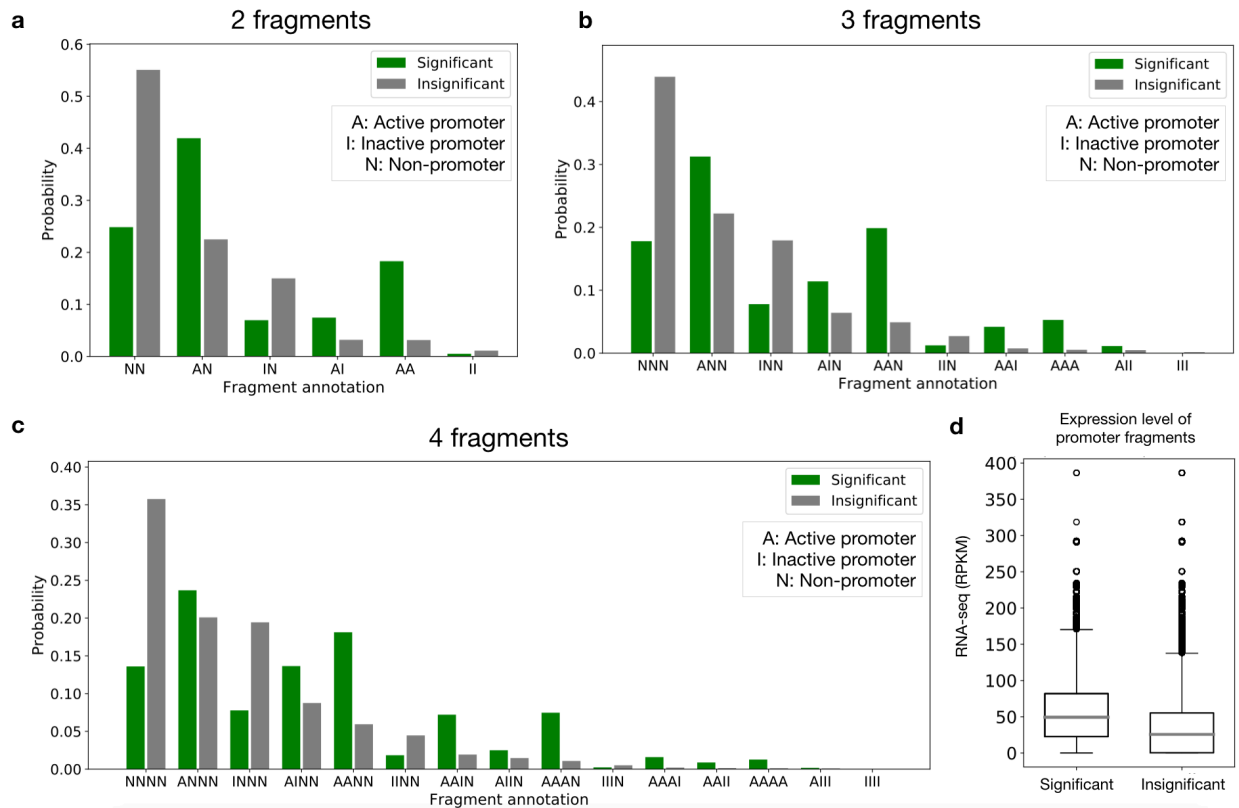 a
2 fragments
0.6
0.5
0.4
0.3
0.2
0.1
0.0
Probability
Significant
Insignificant
A: Active promoter
I: Inactive promoter
N: Non-promoter
NN AN IN AI AA II
Fragment annotation
b
3 fragments
0.4
0.3
0.2
0.1
0.0
Probability
Significant
Insignificant
A: Active promoter
I: Inactive promoter
N: Non-promoter
NNN ANN INN AIN AAN IIN AAI AAA AII III
Fragment annotation
c
4 fragments
0.40
0.35
0.30
0.25
0.20
0.15
0.10
0.05
0.00
Probability
Significant
Insignificant
A: Active promoter
I: Inactive promoter
N: Non-promoter
NNNN ANNN INNN AINN AANN IINN AAIN AIIN AAAN IIIN AAAI AAII AAAA AIII IIII
Fragment annotation
d
Expression level of
promoter fragments
400
350
300
250
200
150
100
50
0
RNA-seq (RPKM)
Significant Insignificant